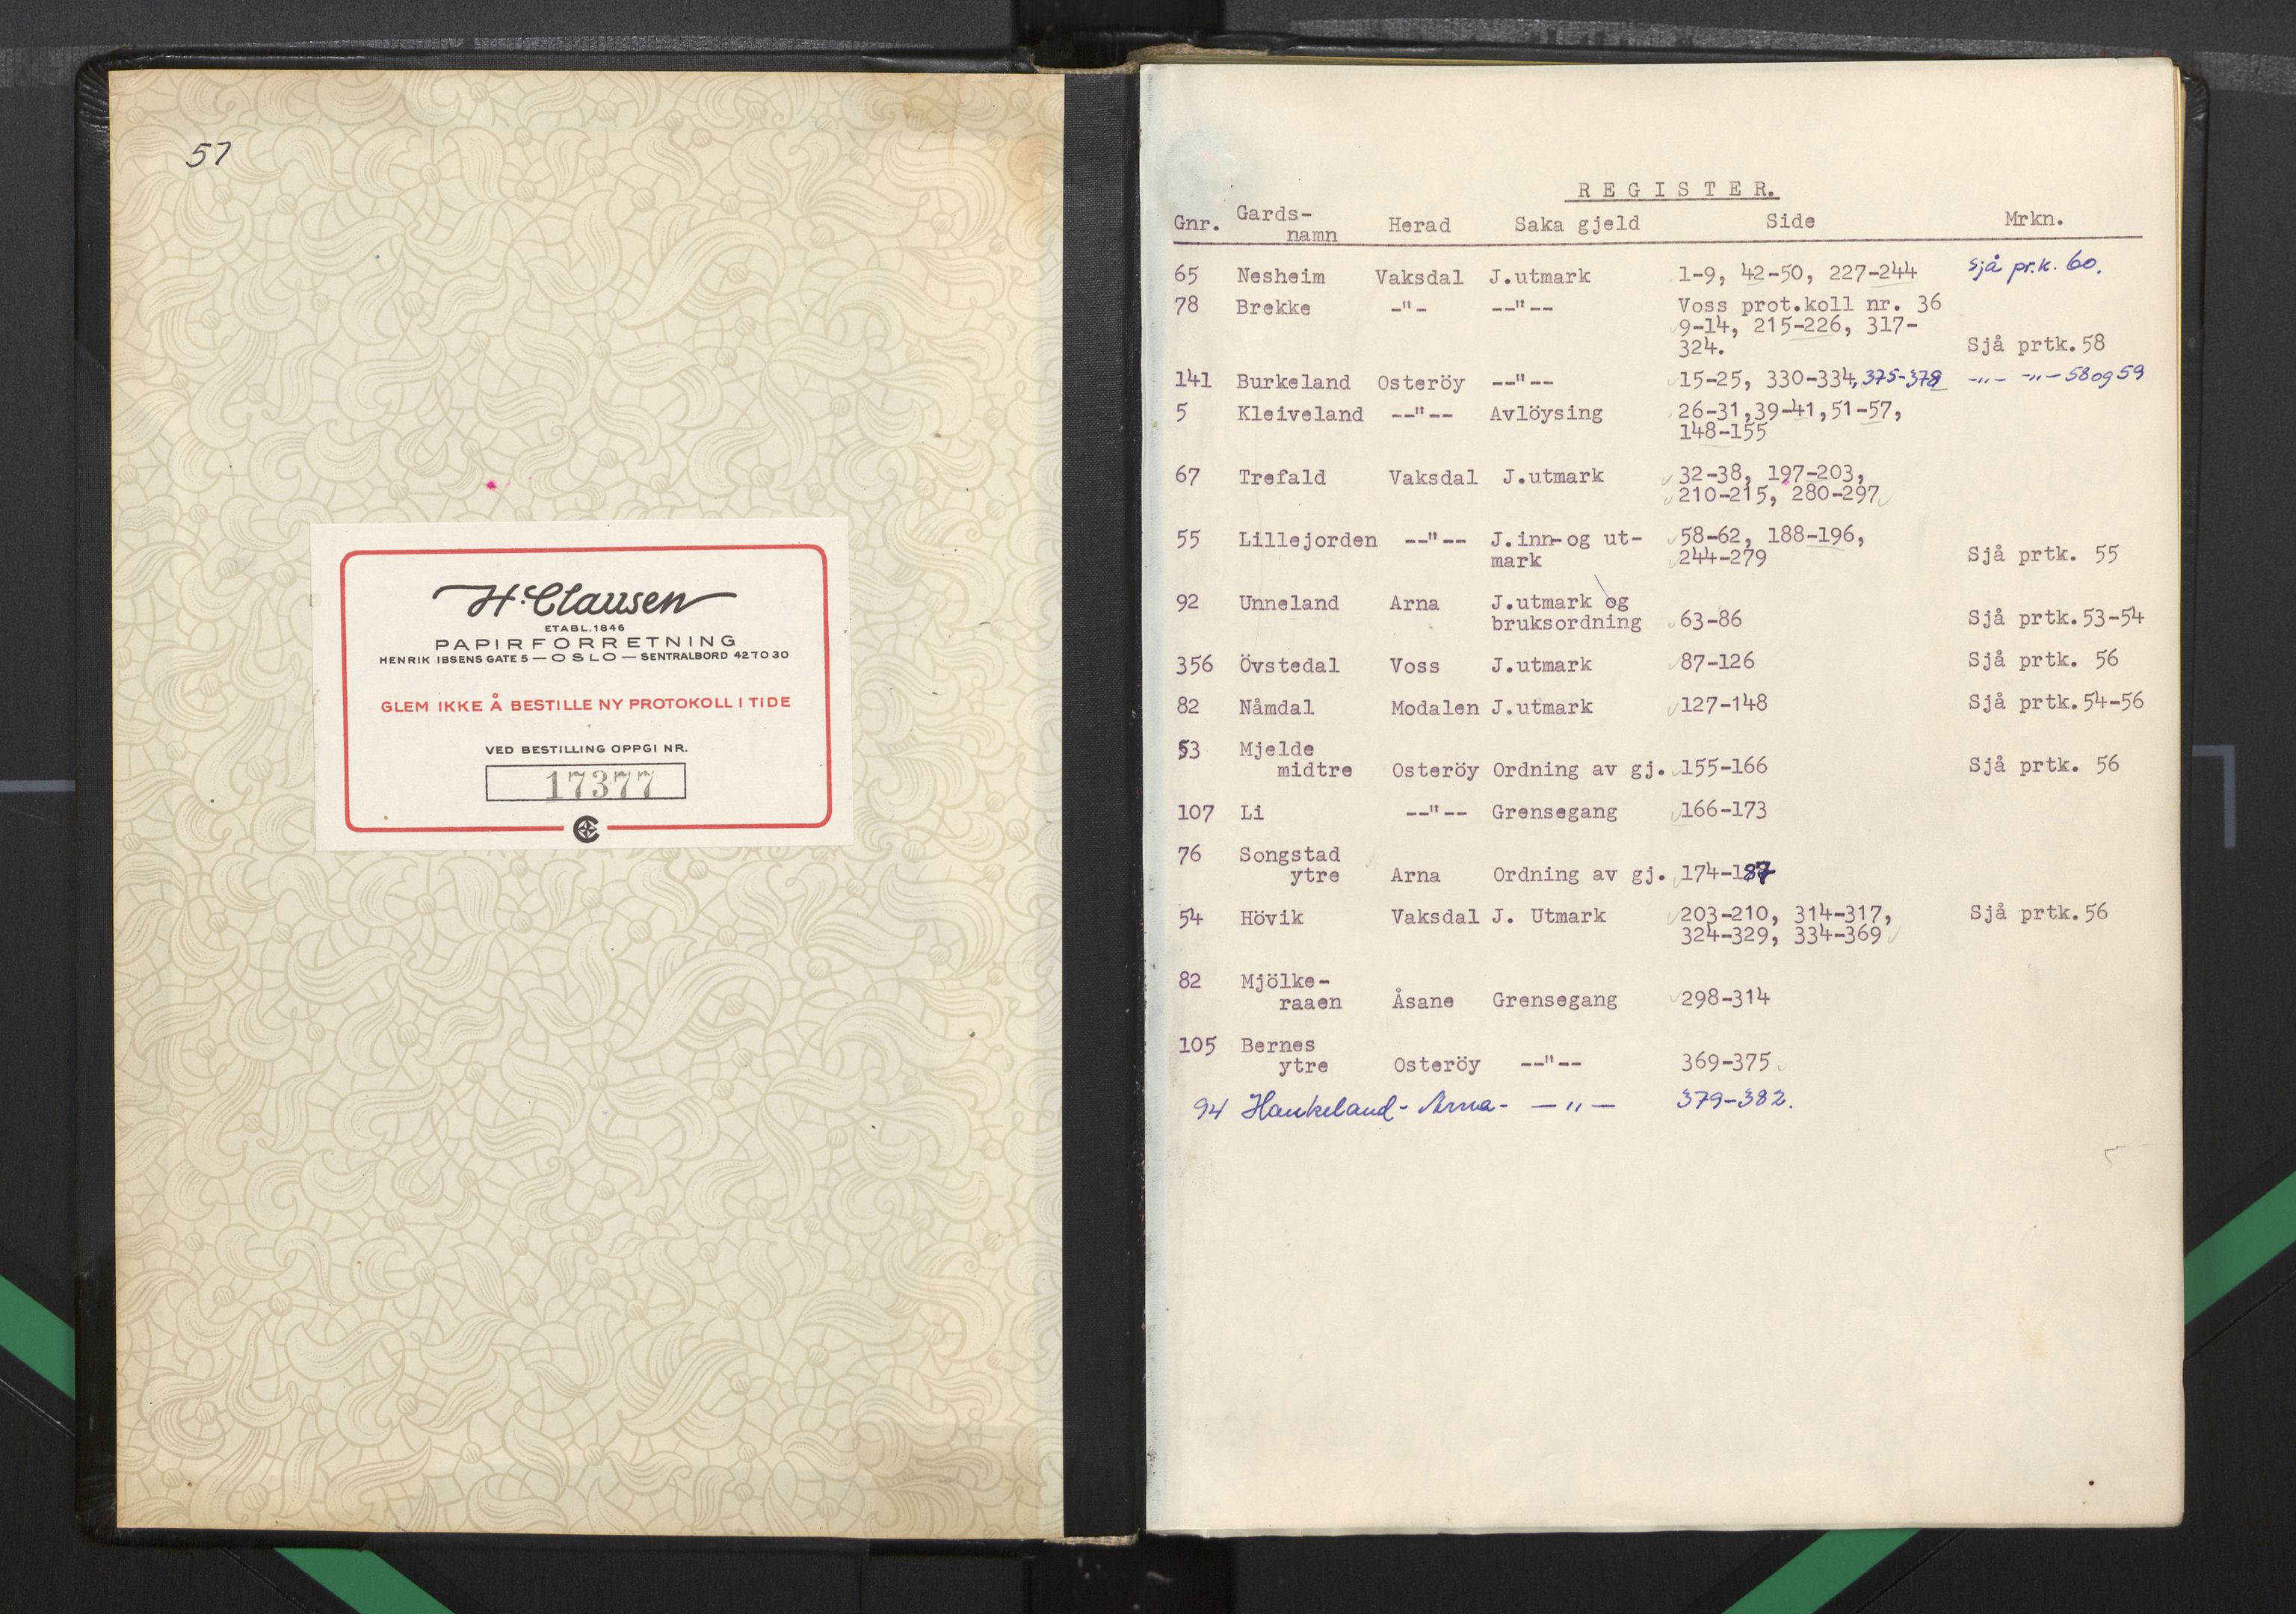 57
H. Clausen
ETABL. 1846
PAPIRFORRETNING
HENRIK IBSENS GATE 5 — OSLO — SENTRALBORD 427030
GLEM IKKE Å BESTILLE NY PROTOKOLL I TIDE
VED BESTILLING OPPGI NR.
17377
REGISTER.
Gnr. Gards-namn Herad Saka gjeld Side Mrkn.
65 Nesheim Vaksdal J.utmark 1-9, 42-50, 227-244 Sjå pr.k. 60.
78 Brekke -"- --"-- Voss prot.koll nr. 36
9-14, 215-226, 317-
324. Sjå prtk.58
141 Burkeland Osteröy --"-- 15-25, 330-334, 375-379 -"- -"- 58 og 59
5 Kleiveland --"-- Avlöysing 26-31,39-41,51-57,
148-155
67 Trefald Vaksdal J.utmark 32-38, 197-203,
210-215, 280-297
55 Lillejorden --"-- J.inn-og ut- 58-62, 188-196,
mark 244-279 Sjå prtk. 55
92 Unneland Arna J.utmark og
bruksordning 63-86 Sjå prtk.53-54
356 Övstedal Voss J.utmark 87-126 Sjå prtk. 56
82 Nåmdal Modalen J.utmark 127-148 Sjå prtk.54-56
53 Mjelde
midtre Osteröy Ordning av gj. 155-166 Sjå prtk. 56
107 Li --"-- Grensegang 166-173
76 Songstad
ytre Arna Ordning av gj. 174-187
54 Hövik Vaksdal J. Utmark 203-210, 314-317, Sjå prtk.56
324-329, 334-369
82 Mjölke-
raaen Åsane Grensegang 298-314
105 Bernes
ytre Osteröy --"-- 369-375
94 Haukeland - Arna - —"— 379-382.